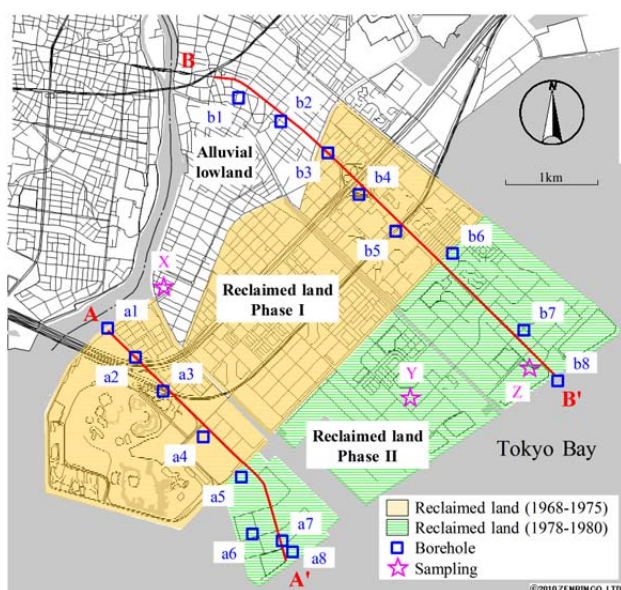 B
b1
b2
Alluvial
lowland
b3
b4
N
1km
b5
b6
X
A
a1
Reclaimed land
Phase I
a2
a3
b7
Y
Z
b8
B'
a4
Reclaimed land
Phase II
Tokyo Bay
a5
a6
a7
a8
A'
Reclaimed land (1968-1975)
Reclaimed land (1978-1980)
Borehole
Sampling
©2010 ZENRIN CO. LTD